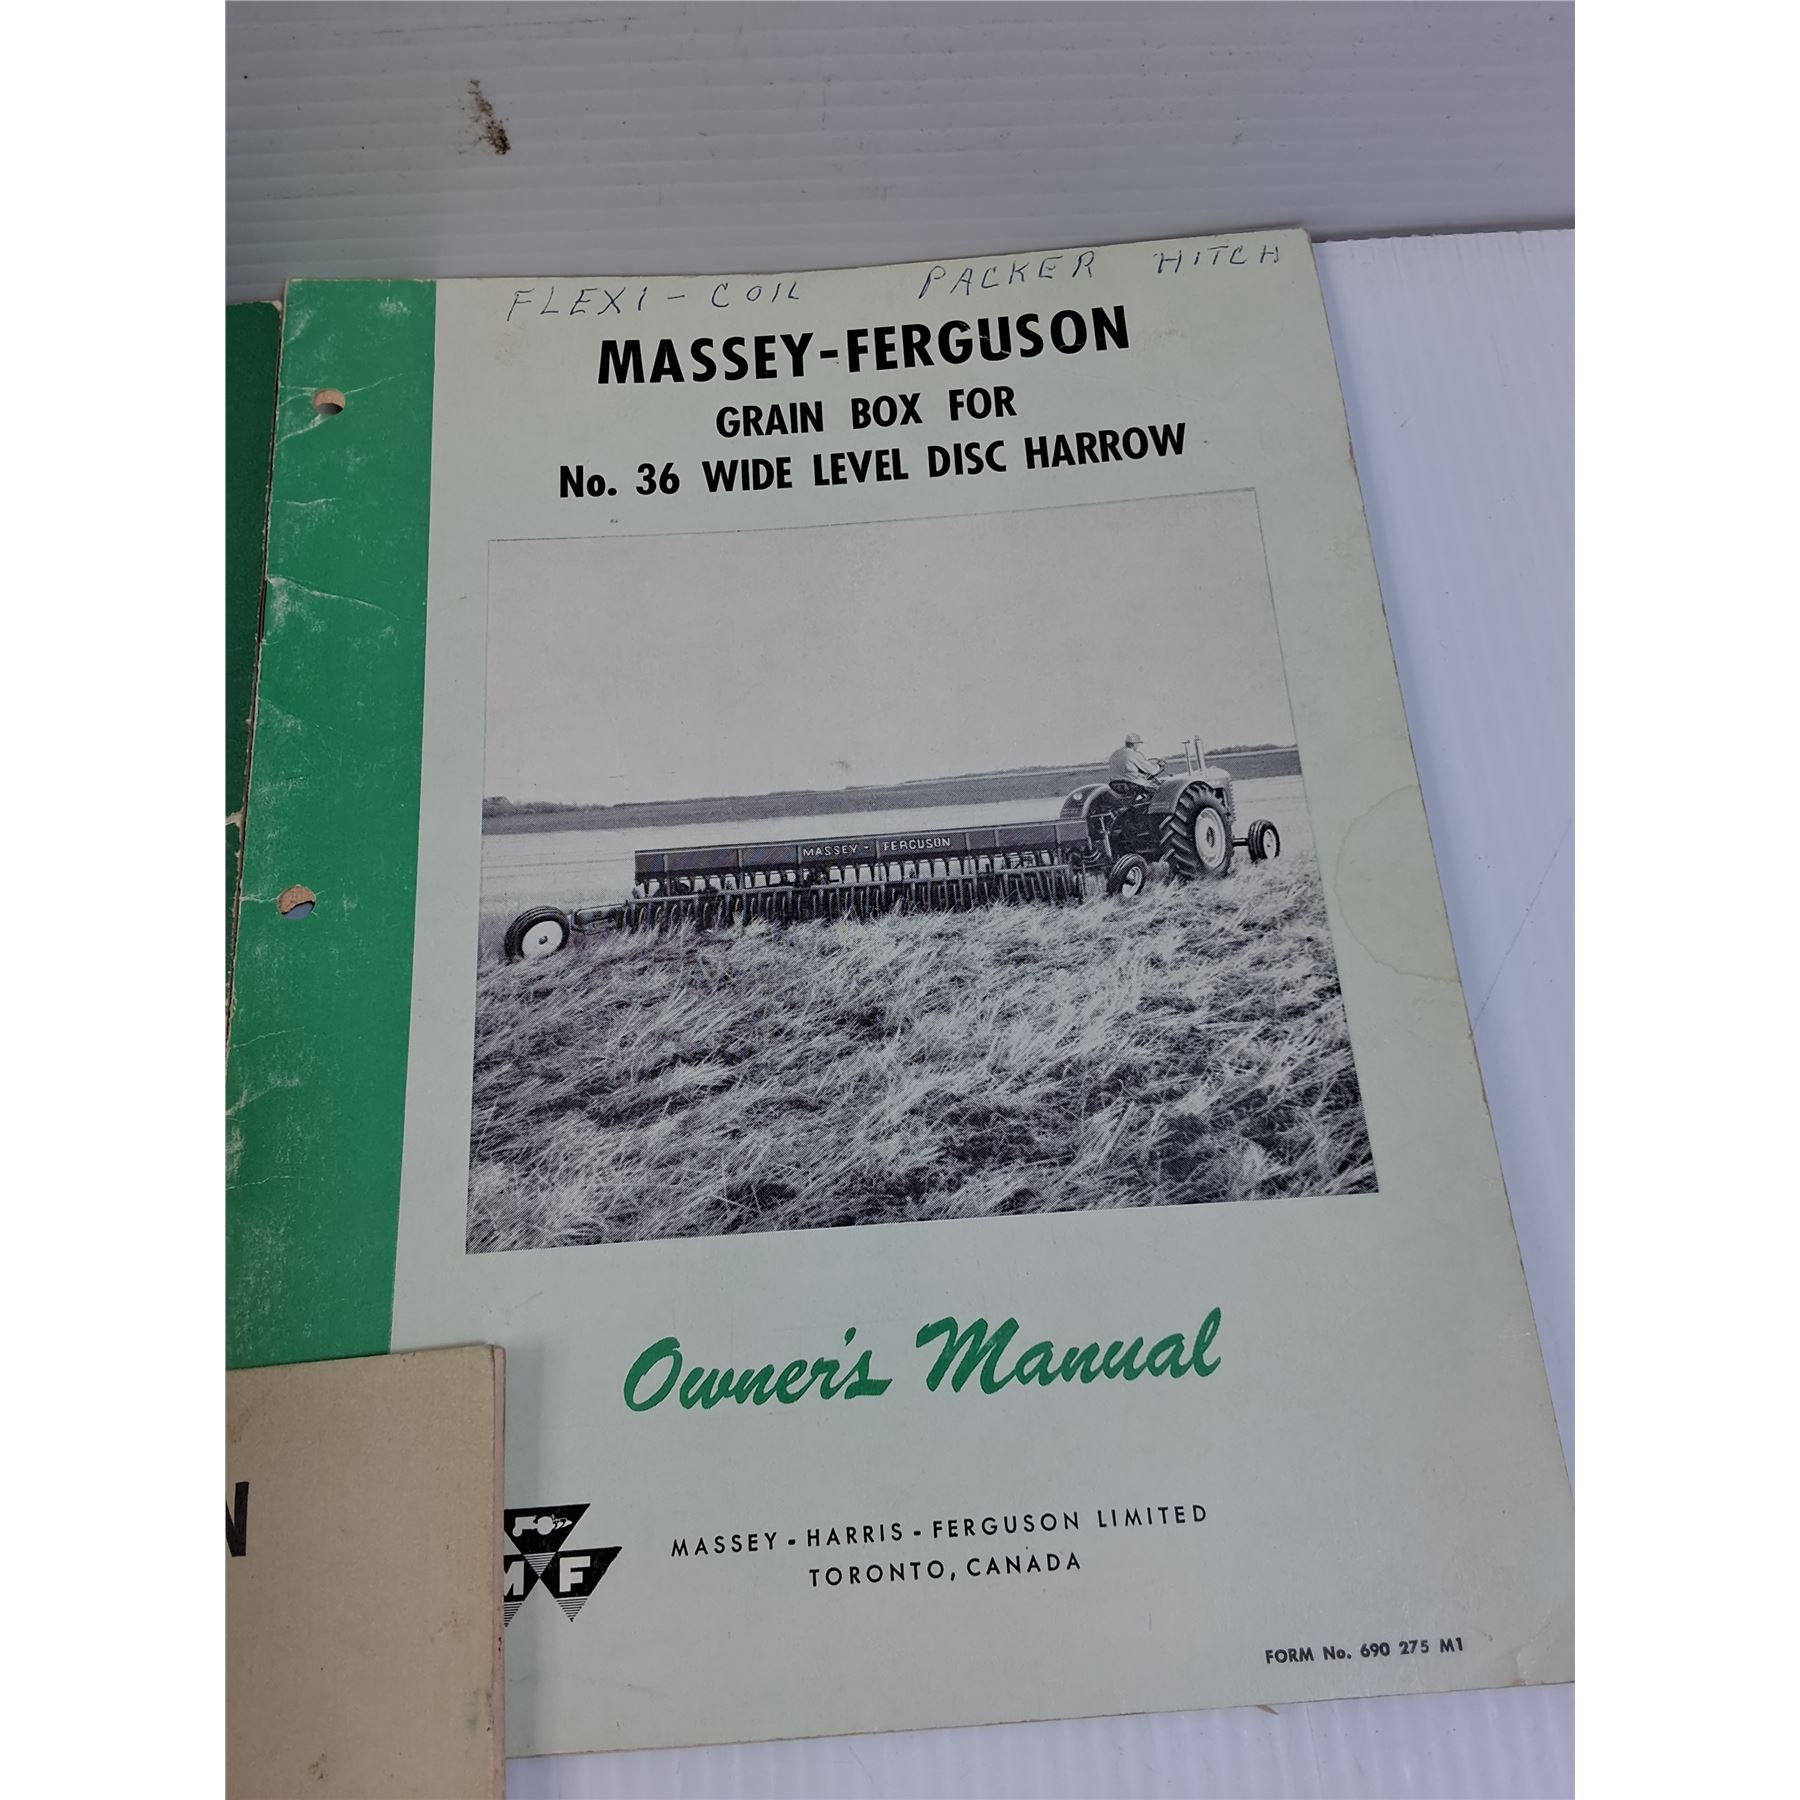 FLEXI-COIL PACKER HITCH
MASSEY-FERGUSON
GRAIN BOX FOR
No. 36 WIDE LEVEL DISC HARROW
MASSEY-FERGUSON
Owner's Manual
MF
MASSEY-HARRIS-FERGUSON LIMITED
TORONTO, CANADA
FORM No. 690 275 M1
N